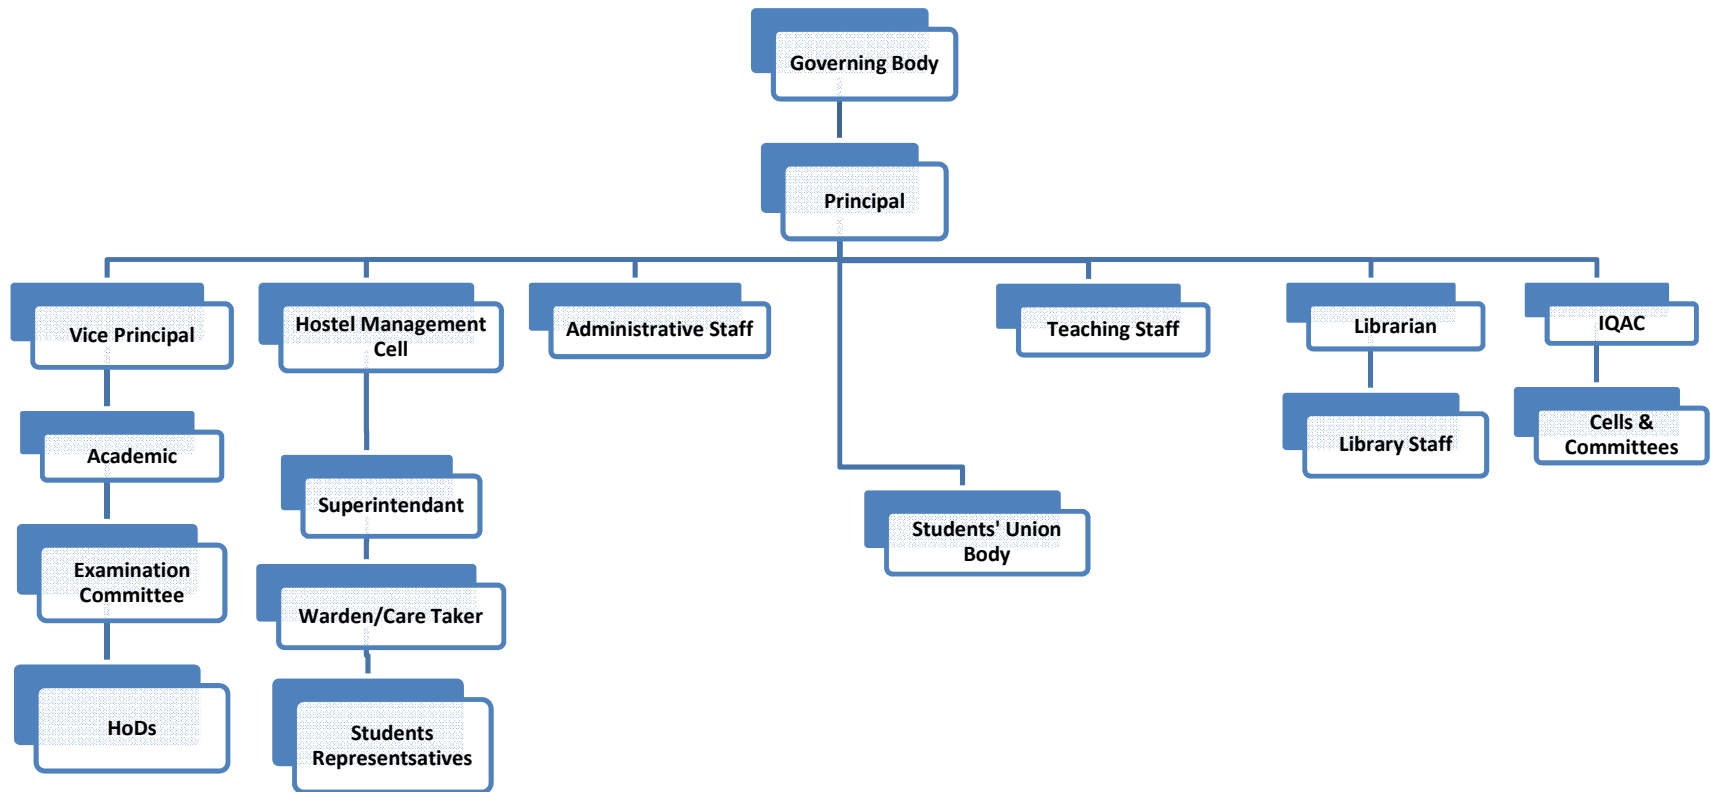 Governing Body
Principal
Vice Principal
Hostel Management
Cell
Administrative Staff
Teaching Staff
Librarian
IQAC
Academic
Superintendant
Students' Union
Body
Library Staff
Cells &
Committees
Examination
Committee
Warden/Care Taker
HoDs
Students
Representsatives